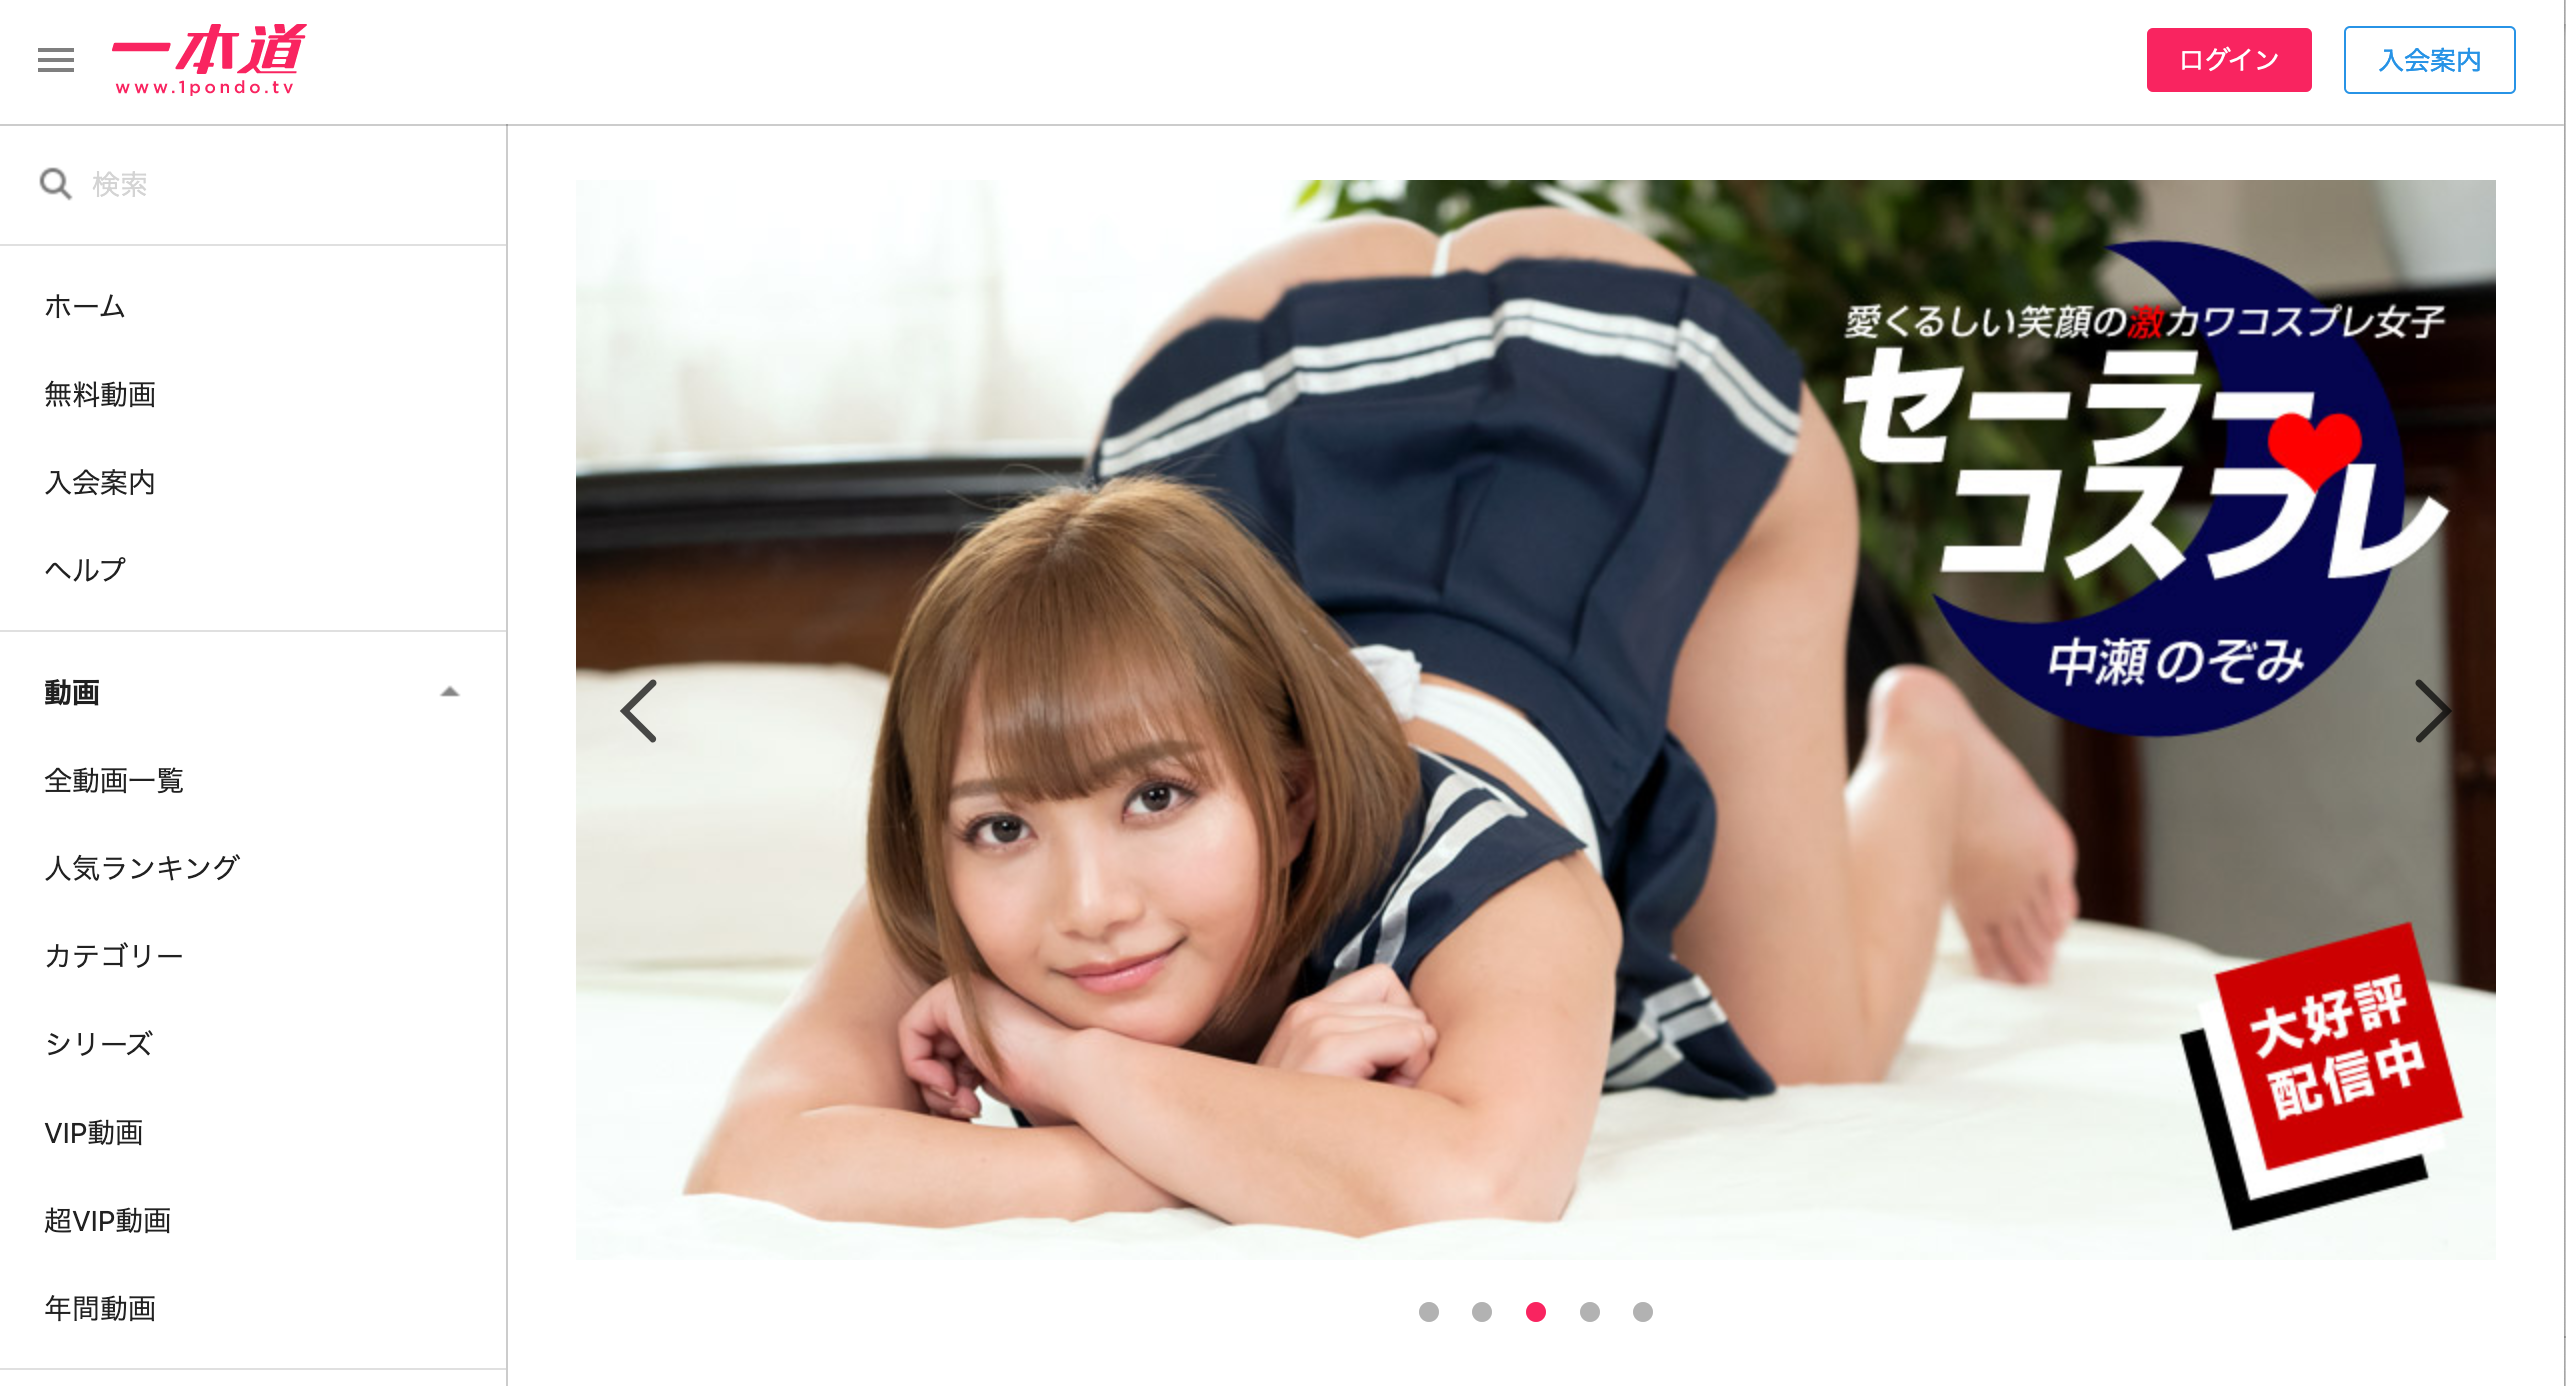 一本道
www.1pondo.tv
ログイン
入会案内
検索
ホーム
無料動画
入会案内
ヘルプ
動画
全動画一覧
人気ランキング
カテゴリー
シリーズ
VIP動画
超VIP動画
年間動画
愛くるしい笑顔の激カワコスプレ女子
セーラー
コスプレ
中瀬のぞみ
大好評
配信中